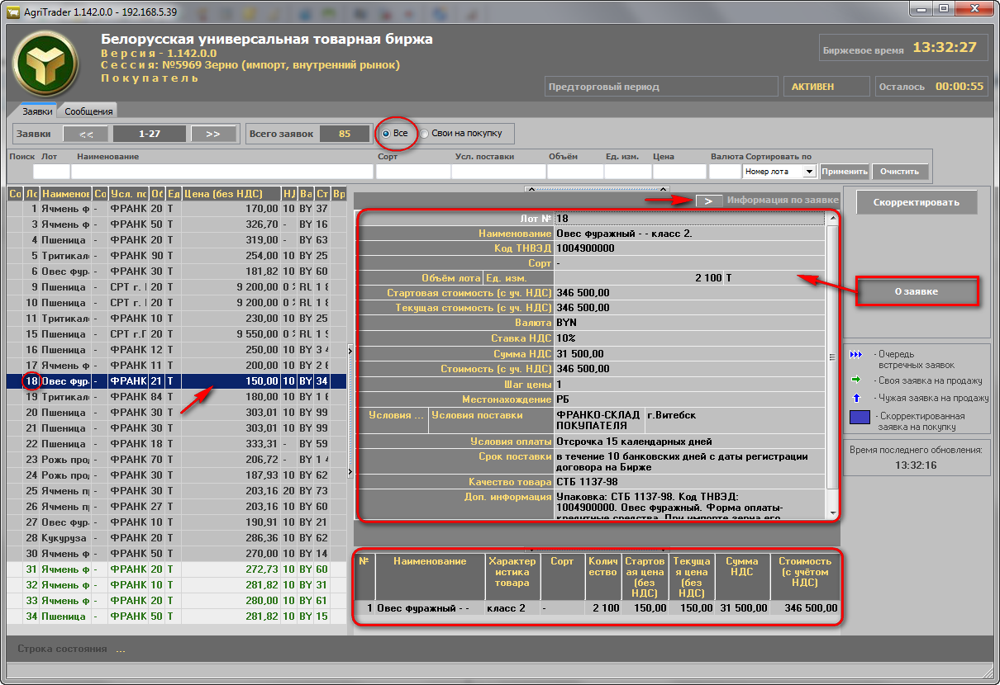 AgriTrader 1.142.0.0 - 192.168.5.39
Белорусская универсальная товарная биржа
Версия - 1.142.0.0
Сессия: №5969 Зерно (импорт, внутренний рынок)
Покупатель
Биржевое время 13:32:27
Предторговый период АКТИВЕН Осталось 00:00:55
Заявки Сообщения
Заявки << 1-27 >> Всего заявок 85 Все Свои на покупку
Поиск Лот Наименование Сорт Усл. поставки Объём Ед. изм. Цена Валюта Сортировать по
Номер лота Применить Очистить
Со Ло Наименов Со Усл. по Об Ед Цена (без НДС) НД Ва Ст Вр
1 Ячмень ф - ФРАНК 20 Т 170,00 10 BY 37
3 Ячмень ф - ФРАНК 50 Т 326,70 - BY 16
4 Пшеница - ФРАНК 20 Т 319,00 - BY 63
5 Тритикал - ФРАНК 90 Т 254,00 10 BY 25
6 Овес фур - ФРАНК 30 Т 181,82 10 BY 60
9 Пшеница - СРТ г. 20 Т 9 200,00 0 RU 1
10 Пшеница - СРТ г. 20 Т 9 200,00 0 RU 1
11 Тритикал - ФРАНК 10 Т 230,00 10 BY 25
15 Пшеница - СРТ г. 20 Т 9 550,00 0 RU 1
16 Пшеница - ФРАНК 12 Т 250,00 10 BY 3
17 Ячмень ф - ФРАНК 11 Т 200,00 10 BY 2
18 Овес фур - ФРАНК 21 Т 150,00 10 BY 34
19 Тритикал - ФРАНК 84 Т 180,00 10 BY 1
20 Пшеница - ФРАНК 30 Т 303,01 10 BY 99
21 Пшеница - ФРАНК 30 Т 303,01 10 BY 99
22 Пшеница - ФРАНК 18 Т 333,31 - BY 59
23 Рожь про - ФРАНК 70 Т 206,72 - BY 1
24 Рожь про - ФРАНК 30 Т 187,93 10 BY 62
25 Ячмень п - ФРАНК 30 Т 203,16 20 BY 73
26 Ячмень п - ФРАНК 27 Т 203,16 10 BY 60
27 Овес фур - ФРАНК 10 Т 190,91 10 BY 21
28 Кукуруза - ФРАНК 20 Т 286,36 10 BY 62
30 Ячмень ф - ФРАНК 50 Т 270,00 10 BY 14
31 Ячмень ф - ФРАНК 20 Т 272,73 10 BY 60
32 Ячмень ф - ФРАНК 10 Т 281,82 10 BY 31
33 Ячмень ф - ФРАНК 20 Т 280,00 10 BY 61
34 Пшеница - ФРАНК 50 Т 281,82 10 BY 15
> Информация по заявке
Лот № 18
Наименование Овес фуражный - - класс 2.
Код ТНВЭД 1004900000
Сорт -
Объём лота Ед. изм. 2 100 Т
Стартовая стоимость (с уч. НДС) 346 500,00
Текущая стоимость (с уч. НДС) 346 500,00
Валюта BYN
Ставка НДС 10%
Сумма НДС 31 500,00
Стоимость (с уч. НДС) 346 500,00
Шаг цены 1
Местонахождение РБ
Условия ... Условия поставки ФРАНКО-СКЛАД г.Витебск
ПОКУПАТЕЛЯ
Условия оплаты Отсрочка 15 календарных дней
Срок поставки в течение 10 банковских дней с даты регистрации
договора на Бирже
Качество товара СТБ 1137-98
Доп. информация Упаковка: СТБ 1137-98. Код ТНВЭД:
1004900000. Овес фуражный. Форма оплаты-
кредитные средства. При импорте зерна его
№ Наименование Характер Сорт Колич Стартов Текуща Сумма Стоимость
истика ество ая цена я цена НДС (с учётом
товара (без (без НДС)
НДС) НДС)
1 Овес фуражный - - класс 2 - 2 100 150,00 150,00 31 500,00 346 500,00
Скорректировать
О заявке
- Очередь
встречных заявок
- Своя заявка на продажу
- Чужая заявка на продажу
- Скорректированная
заявка на покупку
Время последнего обновления:
13:32:16
Строка состояния ...